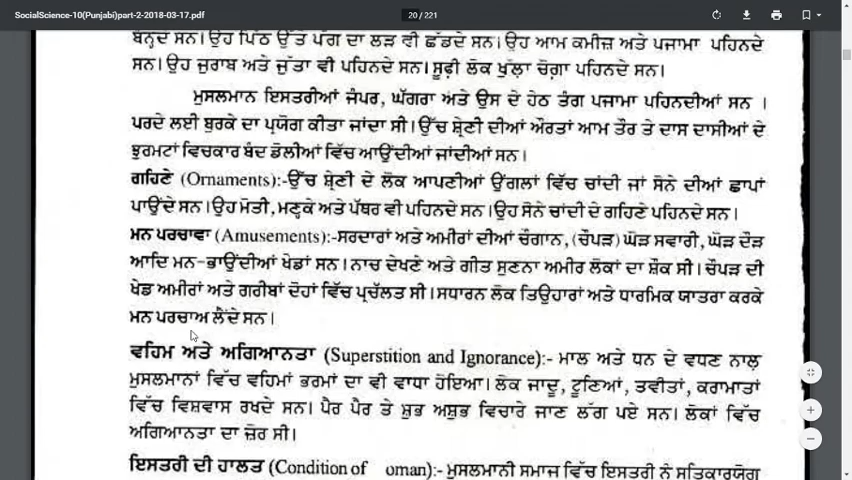 SocialScience-10(Punjabi)part-2-2018-03-17.pdf
20 / 221
ਬੰਨ੍ਹਦੇ ਸਨ। ਉਹ ਪਿੱਠ ਉੱਤੇ ਪੱਗ ਦਾ ਲੜ ਵੀ ਛੱਡਦੇ ਸਨ। ਉਹ ਆਮ ਕਮੀਜ਼ ਅਤੇ ਪਜਾਮਾ ਪਹਿਨਦੇ
ਸਨ। ਉਹ ਜੁਰਾਬ ਅਤੇ ਜੁੱਤਾ ਵੀ ਪਹਿਨਦੇ ਸਨ। ਸੂਫ਼ੀ ਲੋਕ ਖੁੱਲਾ ਚੋਗਾ ਪਹਿਨਦੇ ਸਨ।
ਮੁਸਲਮਾਨ ਇਸਤਰੀਆਂ ਜੰਪਰ, ਘੱਗਰਾ ਅਤੇ ਉਸ ਦੇ ਹੇਠ ਤੰਗ ਪਜਾਮਾ ਪਹਿਨਦੀਆਂ ਸਨ ।
ਪਰਦੇ ਲਈ ਬੁਰਕੇ ਦਾ ਪ੍ਰਯੋਗ ਕੀਤਾ ਜਾਂਦਾ ਸੀ। ਉੱਚ ਸ਼੍ਰੇਣੀ ਦੀਆਂ ਔਰਤਾਂ ਆਮ ਤੌਰ ਤੇ ਦਾਸ ਦਾਸੀਆਂ ਦੇ
ਝੁਰਮਟਾਂ ਵਿਚਕਾਰ ਬੰਦ ਡੋਲੀਆਂ ਵਿੱਚ ਆਉਂਦੀਆਂ ਜਾਂਦੀਆਂ ਸਨ।
ਗਹਿਣੇ (Ornaments):-ਉੱਚ ਸ਼੍ਰੇਣੀ ਦੇ ਲੋਕ ਆਪਣੀਆਂ ਉਂਗਲਾਂ ਵਿੱਚ ਚਾਂਦੀ ਜਾਂ ਸੋਨੇ ਦੀਆਂ ਛਾਪਾਂ
ਪਾਉਂਦੇ ਸਨ। ਉਹ ਮੋਤੀ, ਮਣ੍ਹਕੇ ਅਤੇ ਪੱਥਰ ਵੀ ਪਹਿਨਦੇ ਸਨ। ਉਹ ਸੋਨੇ ਚਾਂਦੀ ਦੇ ਗਹਿਣੇ ਪਹਿਨਦੇ ਸਨ।
ਮਨ ਪਰਚਾਵਾ (Amusements):-ਸਰਦਾਰਾਂ ਅਤੇ ਅਮੀਰਾਂ ਦੀਆਂ ਚੌਗਾਨ, (ਚੌਪੜ) ਘੋੜ ਸਵਾਰੀ, ਘੋੜ ਦੌੜ
ਆਦਿ ਮਨ-ਭਾਉਂਦੀਆਂ ਖੇਡਾਂ ਸਨ। ਨਾਚ ਦੇਖਣੇ ਅਤੇ ਗੀਤ ਸੁਣਨਾ ਅਮੀਰ ਲੋਕਾਂ ਦਾ ਸ਼ੌਕ ਸੀ। ਚੌਪੜ ਦੀ
ਖੇਡ ਅਮੀਰਾਂ ਅਤੇ ਗਰੀਬਾਂ ਦੋਹਾਂ ਵਿੱਚ ਪ੍ਰਚੱਲਤ ਸੀ। ਸਧਾਰਨ ਲੋਕ ਤਿਉਹਾਰਾਂ ਅਤੇ ਧਾਰਮਿਕ ਯਾਤਰਾ ਕਰਕੇ
ਮਨ ਪਰਚਾਅ ਲੈਂਦੇ ਸਨ।
ਵਹਿਮ ਅਤੇ ਅਗਿਆਨਤਾ (Superstition and Ignorance):- ਮਾਲ ਅਤੇ ਧਨ ਦੇ ਵਧਣ ਨਾਲ਼
ਮੁਸਲਮਾਨਾਂ ਵਿੱਚ ਵਹਿਮਾਂ ਭਰਮਾਂ ਦਾ ਵੀ ਵਾਧਾ ਹੋਇਆ। ਲੋਕ ਜਾਦੂ, ਟੂਣਿਆਂ, ਤਵੀਤਾਂ, ਕਰਾਮਾਤਾਂ
ਵਿੱਚ ਵਿਸ਼ਵਾਸ ਰਖਦੇ ਸਨ। ਪੈਰ ਪੈਰ ਤੇ ਸ਼ੁਭ ਅਸ਼ੁਭ ਵਿਚਾਰੇ ਜਾਣ ਲੱਗ ਪਏ ਸਨ। ਲੋਕਾਂ ਵਿੱਚ
ਅਗਿਆਨਤਾ ਦਾ ਜ਼ੋਰ ਸੀ।
ਇਸਤਰੀ ਦੀ ਹਾਲਤ (Condition of oman):- ਮੁਸਲਮਾਨੀ ਸਮਾਜ ਵਿੱਚ ਇਸਤਰੀ ਨੂੰ ਸਤਿਕਾਰਯੋਗ